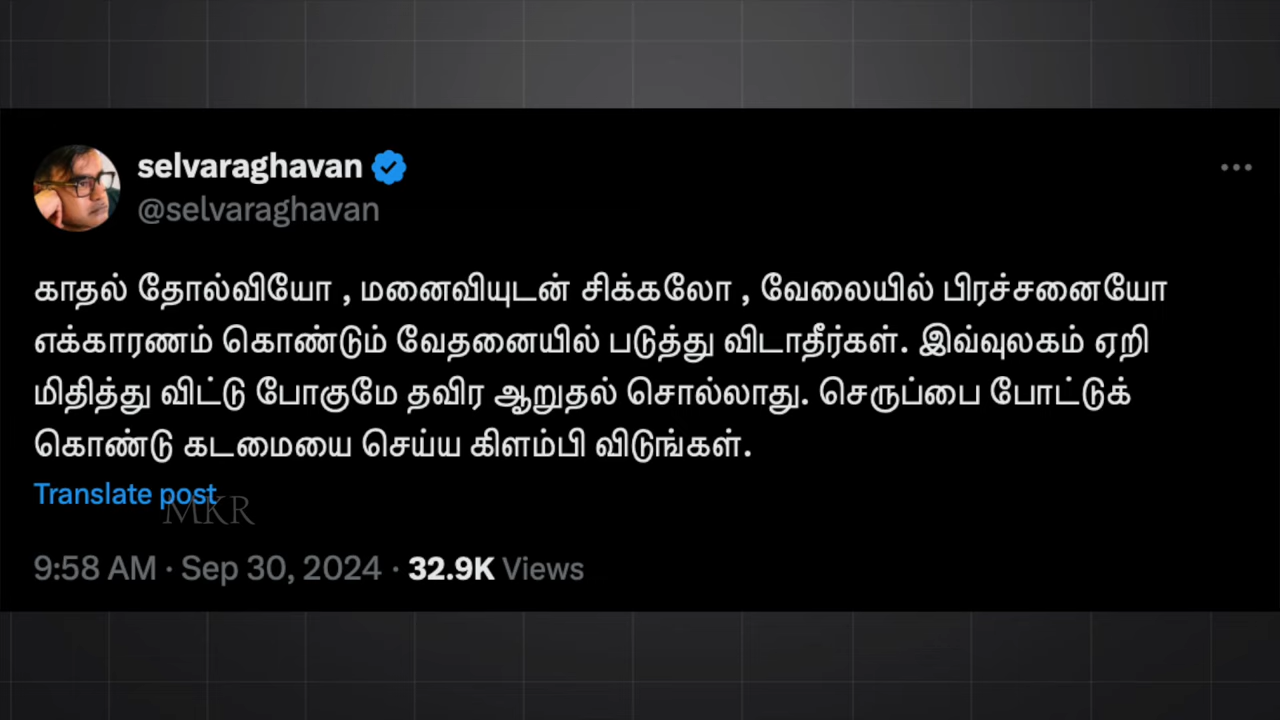 selvaraghavan
@selvaraghavan
காதல் தோல்வியோ , மனைவியுடன் சிக்கலோ , வேலையில் பிரச்சனையோ
எக்காரணம் கொண்டும் வேதனையில் படுத்து விடாதீர்கள். இவ்வுலகம் ஏறி
மிதித்து விட்டு போகுமே தவிர ஆறுதல் சொல்லாது. செருப்பை போட்டுக்
கொண்டு கடமையை செய்ய கிளம்பி விடுங்கள்.
Translate post
MKR
9:58 AM · Sep 30, 2024 · 32.9K Views